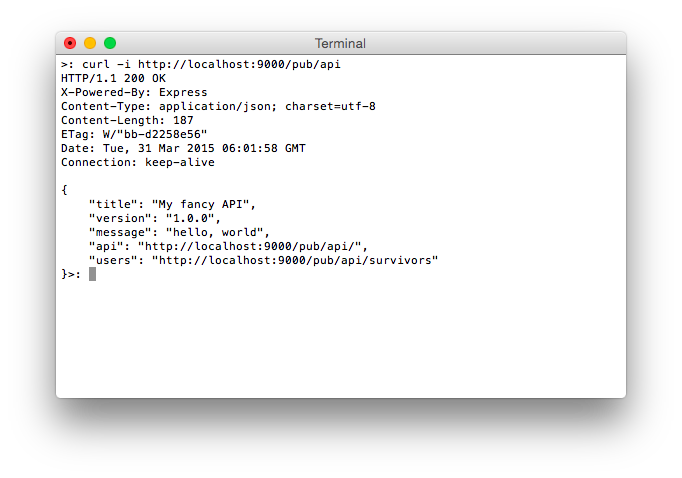 Terminal
>: curl -i http://localhost:9000/pub/api
HTTP/1.1 200 OK
X-Powered-By: Express
Content-Type: application/json; charset=utf-8
Content-Length: 187
ETag: W/"bb-d2258e56"
Date: Tue, 31 Mar 2015 06:01:58 GMT
Connection: keep-alive

{
    "title": "My fancy API",
    "version": "1.0.0",
    "message": "hello, world",
    "api": "http://localhost:9000/pub/api/",
    "users": "http://localhost:9000/pub/api/survivors"
}>: